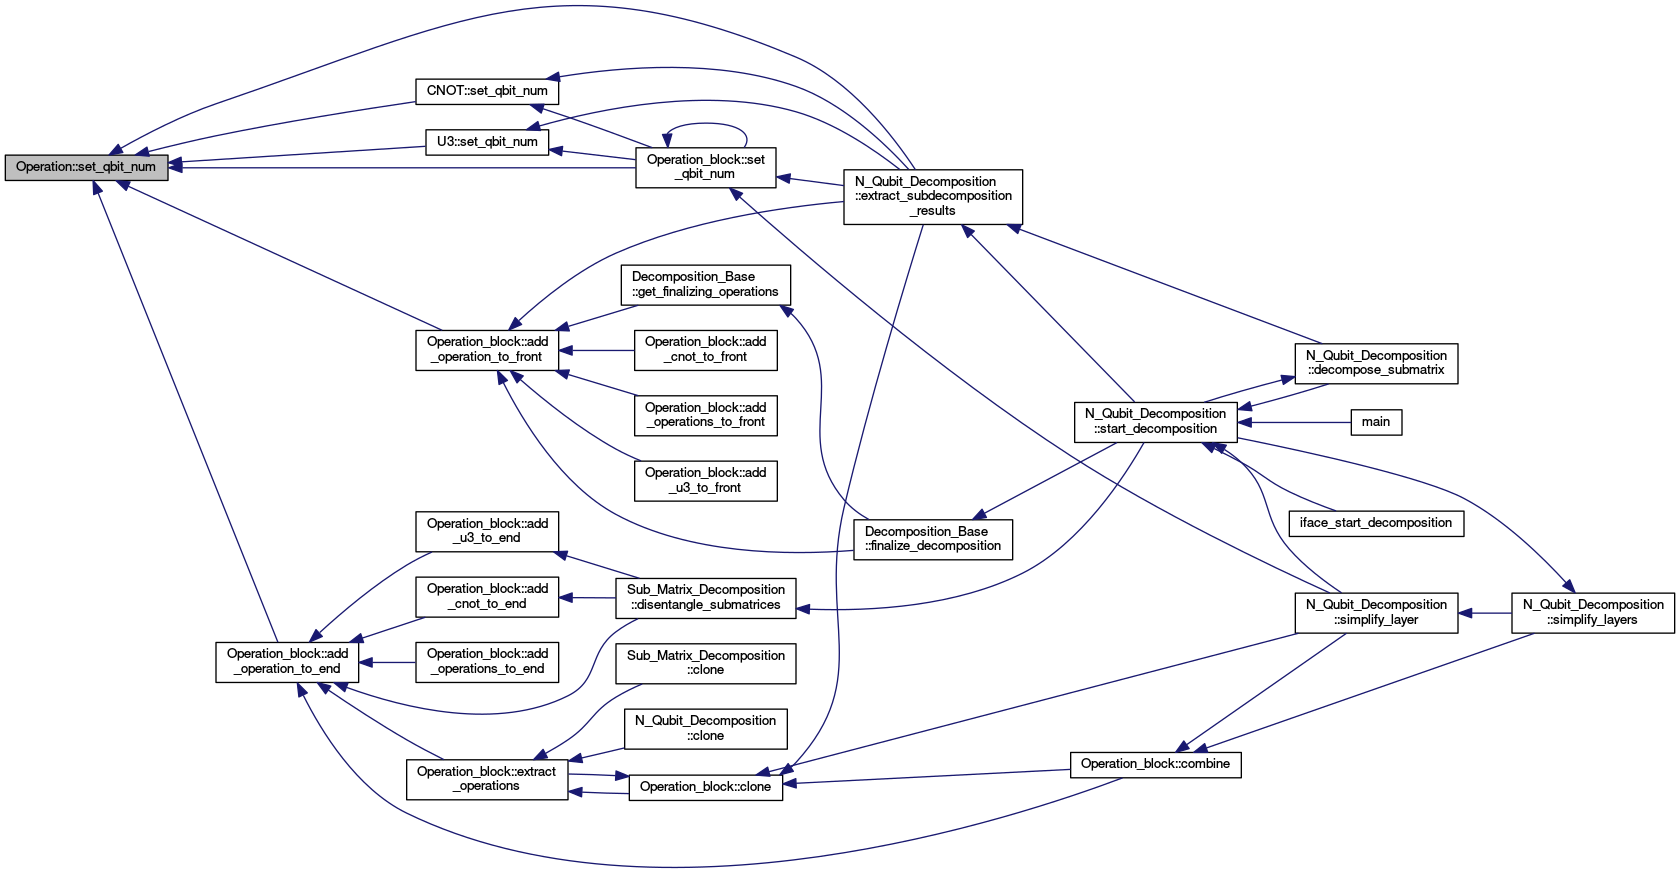 Operation::set_qbit_num
CNOT::set_qbit_num
U3::set_qbit_num
Operation_block::set
_qbit_num
N_Qubit_Decomposition
::extract_subdecomposition
_results
Decomposition_Base
::get_finalizing_operations
Operation_block::add
_operation_to_front
Operation_block::add
_cnot_to_front
Operation_block::add
_operations_to_front
Operation_block::add
_u3_to_front
N_Qubit_Decomposition
::decompose_submatrix
N_Qubit_Decomposition
::start_decomposition
main
iface_start_decomposition
Decomposition_Base
::finalize_decomposition
Operation_block::add
_u3_to_end
Operation_block::add
_cnot_to_end
Operation_block::add
_operations_to_end
Operation_block::add
_operation_to_end
Sub_Matrix_Decomposition
::disentangle_submatrices
Sub_Matrix_Decomposition
::clone
N_Qubit_Decomposition
::clone
Operation_block::extract
_operations
Operation_block::clone
Operation_block::combine
N_Qubit_Decomposition
::simplify_layer
N_Qubit_Decomposition
::simplify_layers